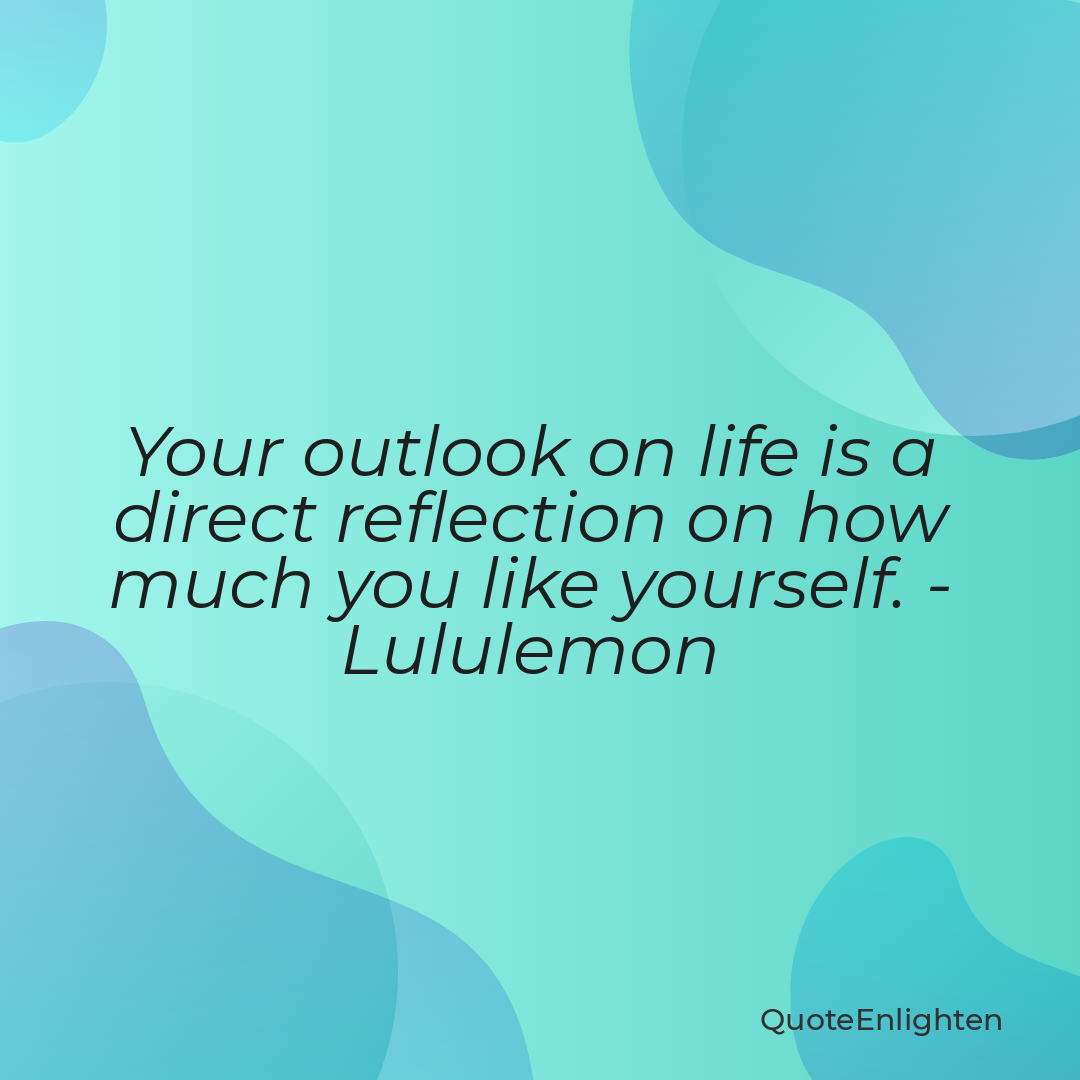 Your outlook on life is a
direct reflection on how
much you like yourself. -
Lululemon
QuoteEnlighten